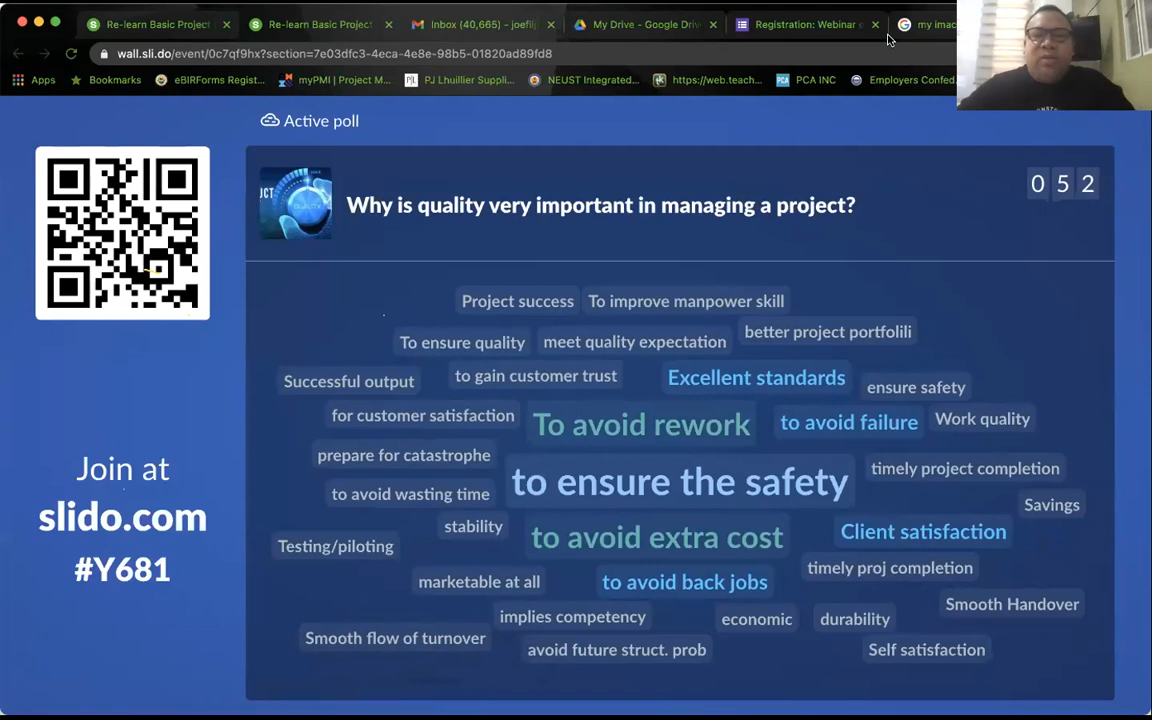 Re-learn Basic Project
Re-learn Basic Project
Inbox (40,665) - joeflip
My Drive - Google Driv
Registration: Webinar
my imac
wall.sli.do/event/0c7qf9hx?section=7e03dfc3-4eca-4e8e-98b5-01820ad89fd8
Apps
Bookmarks
eBIRForms Regist...
myPMI | Project M...
PJ Lhuillier Suppli...
NEUST Integrated...
https://web.teach...
PCA INC
Employers Confed
Active poll
Why is quality very important in managing a project?
052
Project success
To improve manpower skill
To ensure quality
meet quality expectation
better project portfolili
Successful output
to gain customer trust
Excellent standards
ensure safety
for customer satisfaction
To avoid rework
to avoid failure
Work quality
prepare for catastrophe
to ensure the safety
timely project completion
to avoid wasting time
Savings
stability
to avoid extra cost
Client satisfaction
Testing/piloting
timely proj completion
marketable at all
to avoid back jobs
Smooth Handover
implies competency
economic
durability
Smooth flow of turnover
avoid future struct. prob
Self satisfaction
Join at
slido.com
#Y681